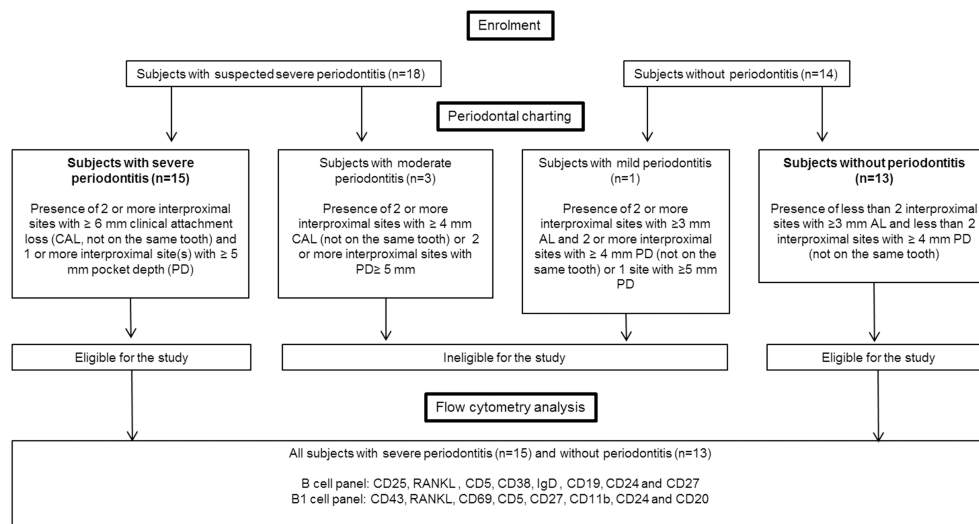 Enrolment
Subjects with suspected severe periodontitis (n=18)
Subjects without periodontitis (n=14)
Periodontal charting
Subjects with severe
periodontitis (n=15)
Presence of 2 or more interproximal
sites with ≥ 6 mm clinical attachment
loss (CAL, not on the same tooth) and
1 or more interproximal site(s) with ≥ 5
mm pocket depth (PD)
Subjects with moderate
periodontitis (n=3)
Presence of 2 or more
interproximal sites with ≥ 4 mm
CAL (not on the same tooth) or 2
or more interproximal sites with
PD≥ 5 mm
Subjects with mild periodontitis
(n=1)
Presence of 2 or more
interproximal sites with ≥3 mm
AL and 2 or more interproximal
sites with ≥ 4 mm PD (not on
the same tooth) or 1 site with ≥5 mm
PD
Subjects without periodontitis
(n=13)
Presence of less than 2 interproximal
sites with ≥3 mm AL and less than 2
interproximal sites with ≥ 4 mm PD
(not on the same tooth)
Eligible for the study
Ineligible for the study
Eligible for the study
Flow cytometry analysis
All subjects with severe periodontitis (n=15) and without periodontitis (n=13)
B cell panel: CD25, RANKL , CD5, CD38, IgD , CD19, CD24 and CD27
B1 cell panel: CD43, RANKL, CD69, CD5, CD27, CD11b, CD24 and CD20